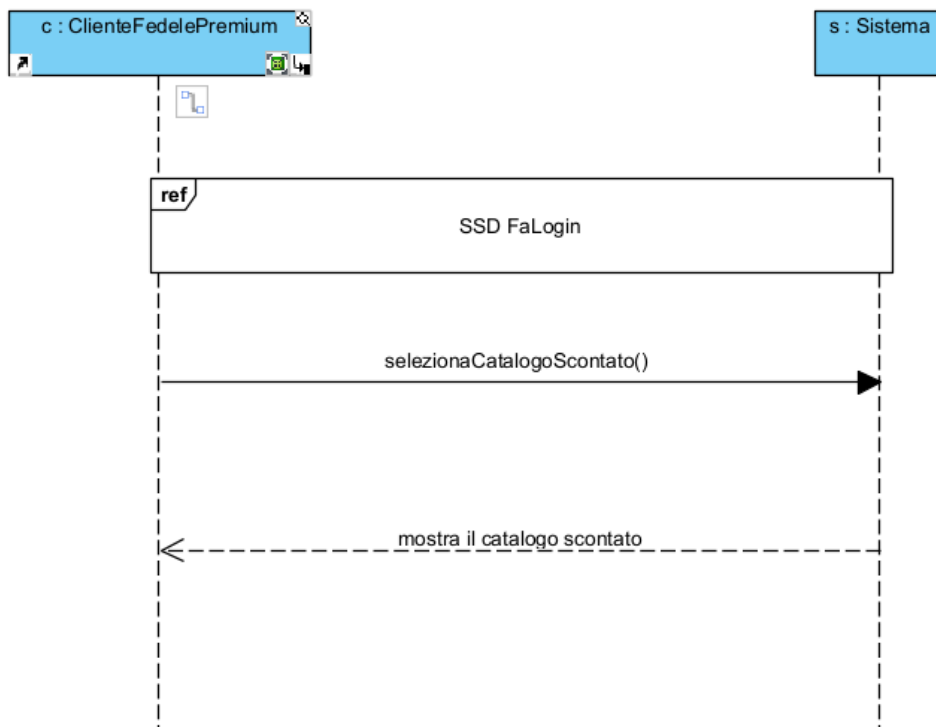 c : ClienteFedelePremium
s : Sistema
ref
SSD FaLogin
selezionaCatalogoScontato()
mostra il catalogo scontato